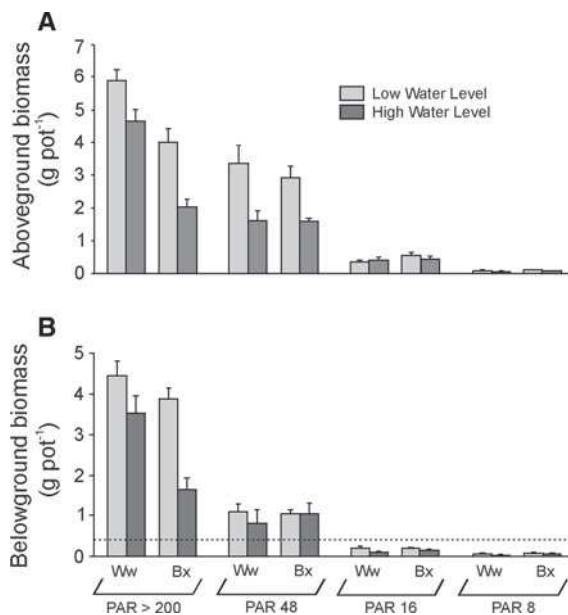 A
Aboveground biomass
(g pot⁻¹)
7
6
5
4
3
2
1
0
Low Water Level
High Water Level
B
Belowground biomass
(g pot⁻¹)
5
4
3
2
1
0
Ww Bx Ww Bx Ww Bx Ww Bx
PAR > 200 PAR 48 PAR 16 PAR 8